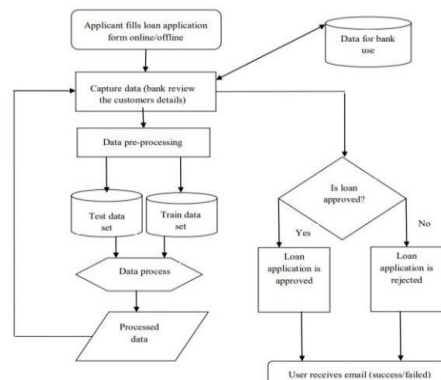 Applicant fills loan application
form online/offline
Data for bank
use
Capture data (bank review
the customers details)
Data pre-processing
Is loan
approved?
Test data
set
Train data
set
Yes
No
Data process
Loan
application is
approved
Loan
application is
rejected
Processed
data
User receives email (success/failed)